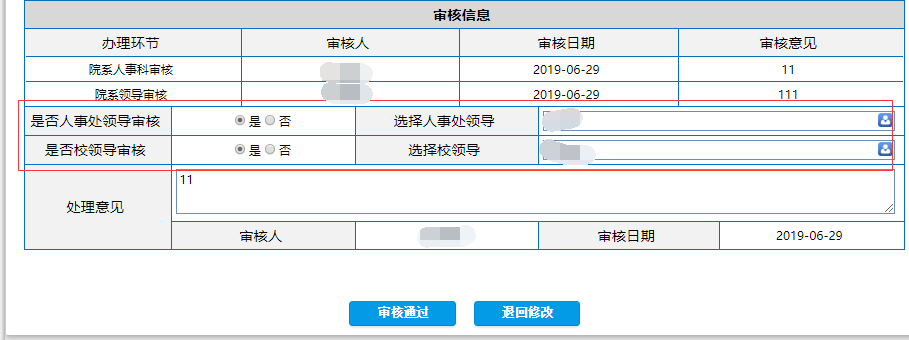 审核信息
办理环节 审核人 审核日期 审核意见
院系人事科审核 2019-06-29 11
院系领导审核 2019-06-29 111
是否人事处领导审核 是 否 选择人事处领导
是否校领导审核 是 否 选择校领导
处理意见 11
审核人 审核日期 2019-06-29
审核通过 退回修改